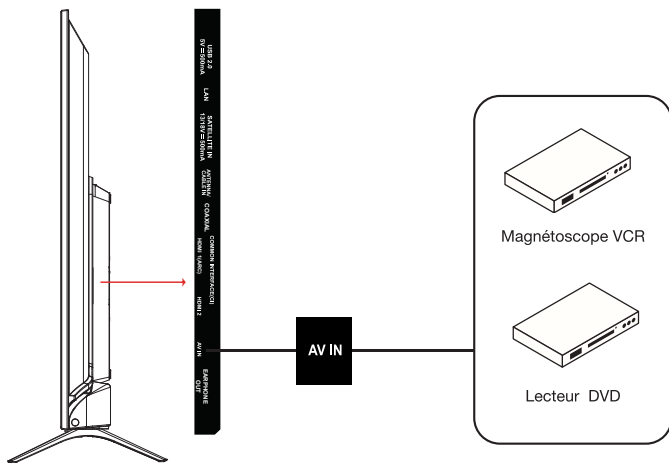 USB 2.0
5V⎓500mA
LAN
SATELLITE IN
13/18V⎓500mA
ANTENNA/
CABLE IN
COAXIAL
COMMON INTERFACE(CI)
HDMI 1(ARC)
HDMI 2
AV IN
EARPHONE
OUT
AV IN
Magnétoscope VCR
Lecteur DVD